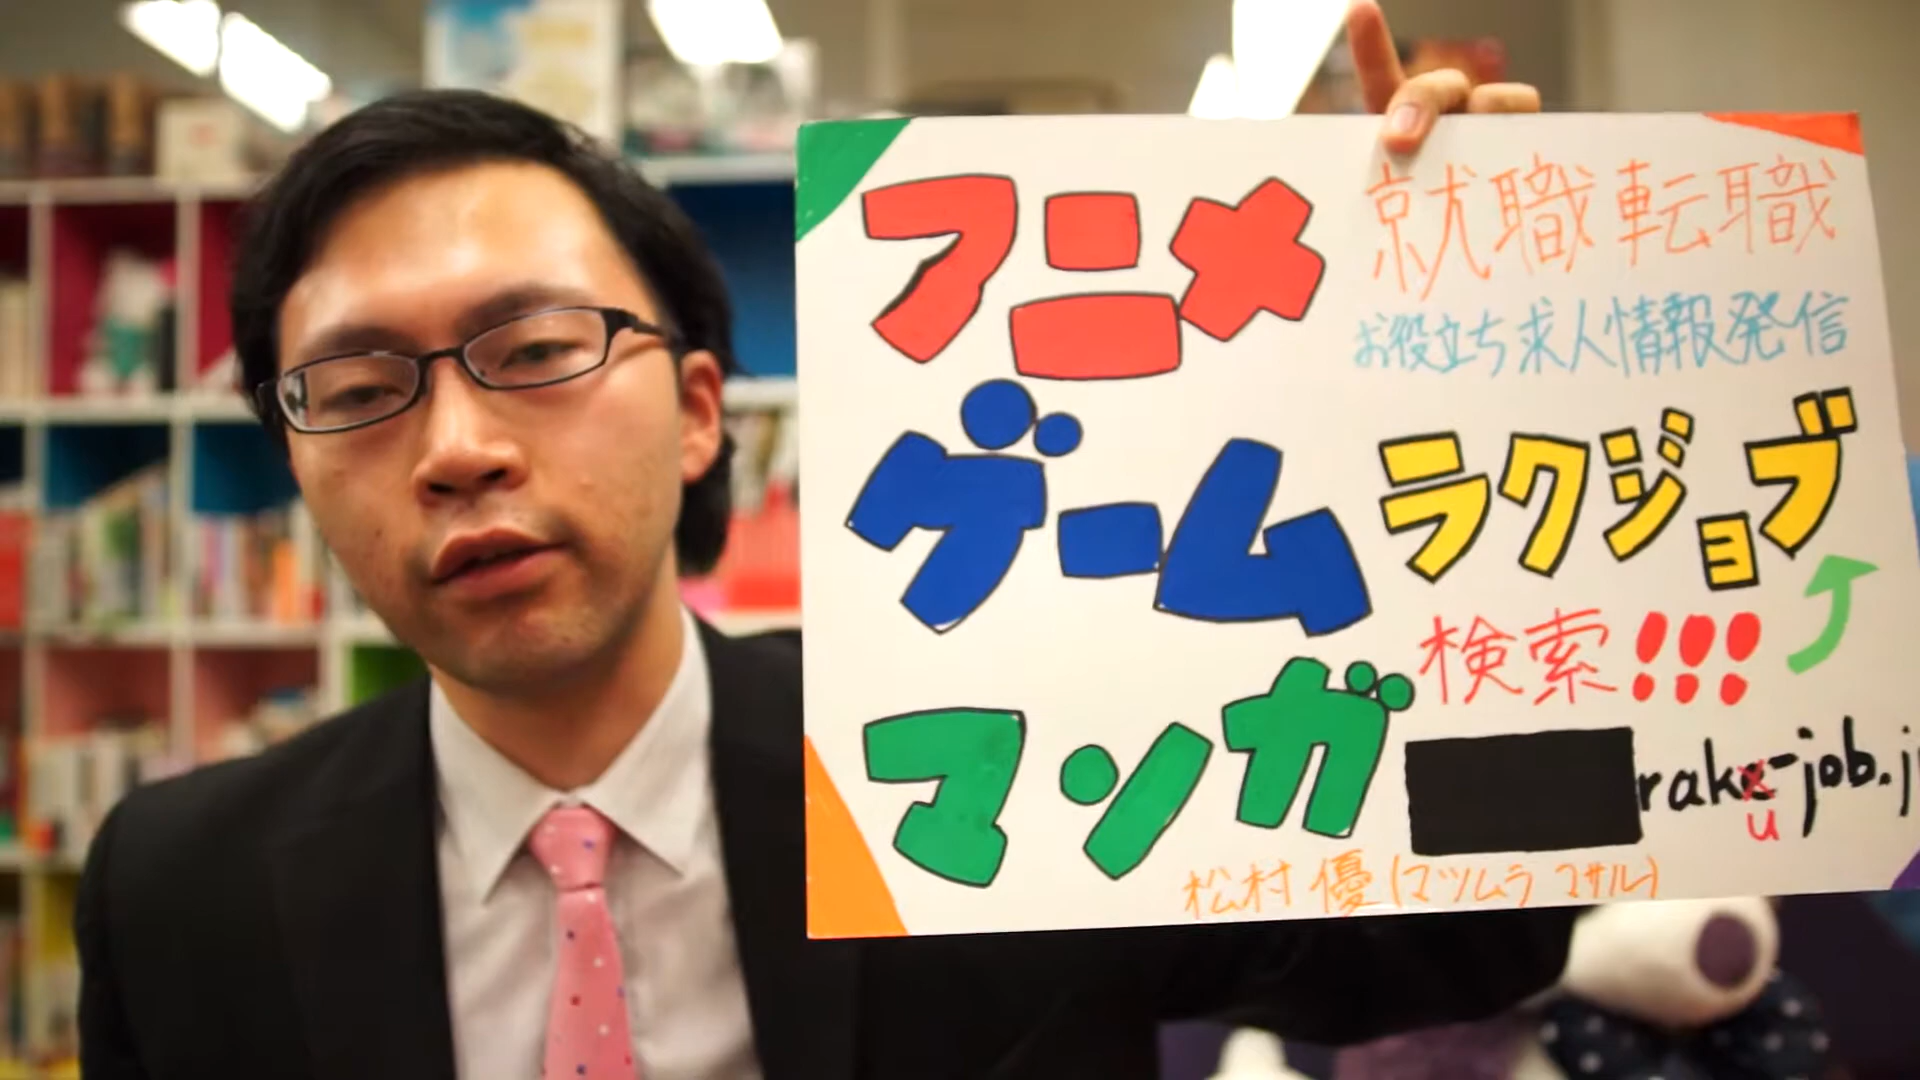 アニメ
就職転職
お役立ち求人情報発信
ゲーム
ラクジョブ
検索!!!
マンガ
rake-job.j
u
松村 優(マツムラ マサル)